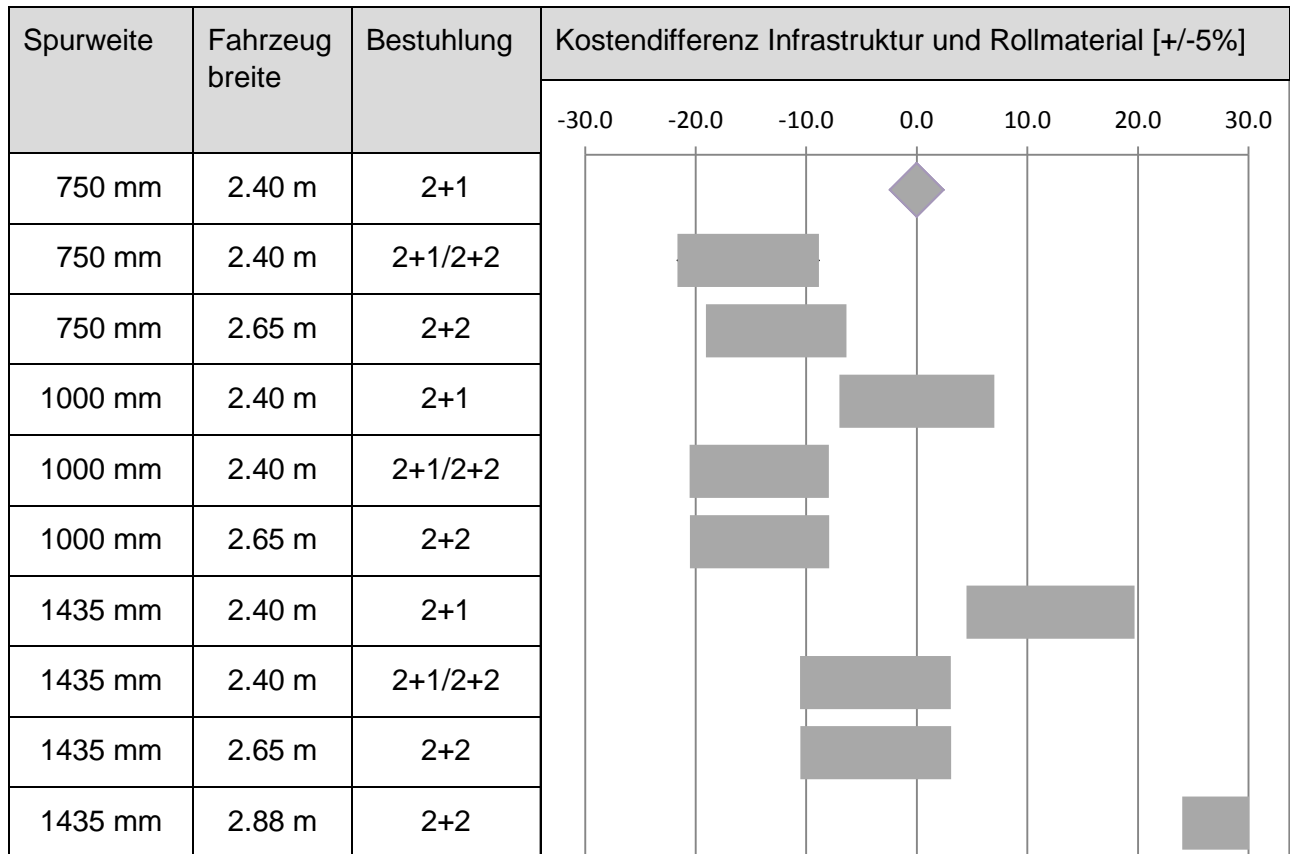 Spurweite Fahrzeug breite Bestuhlung Kostendifferenz Infrastruktur und Rollmaterial [+/-5%]
-30.0 -20.0 -10.0 0.0 10.0 20.0 30.0
750 mm 2.40 m 2+1
750 mm 2.40 m 2+1/2+2
750 mm 2.65 m 2+2
1000 mm 2.40 m 2+1
1000 mm 2.40 m 2+1/2+2
1000 mm 2.65 m 2+2
1435 mm 2.40 m 2+1
1435 mm 2.40 m 2+1/2+2
1435 mm 2.65 m 2+2
1435 mm 2.88 m 2+2